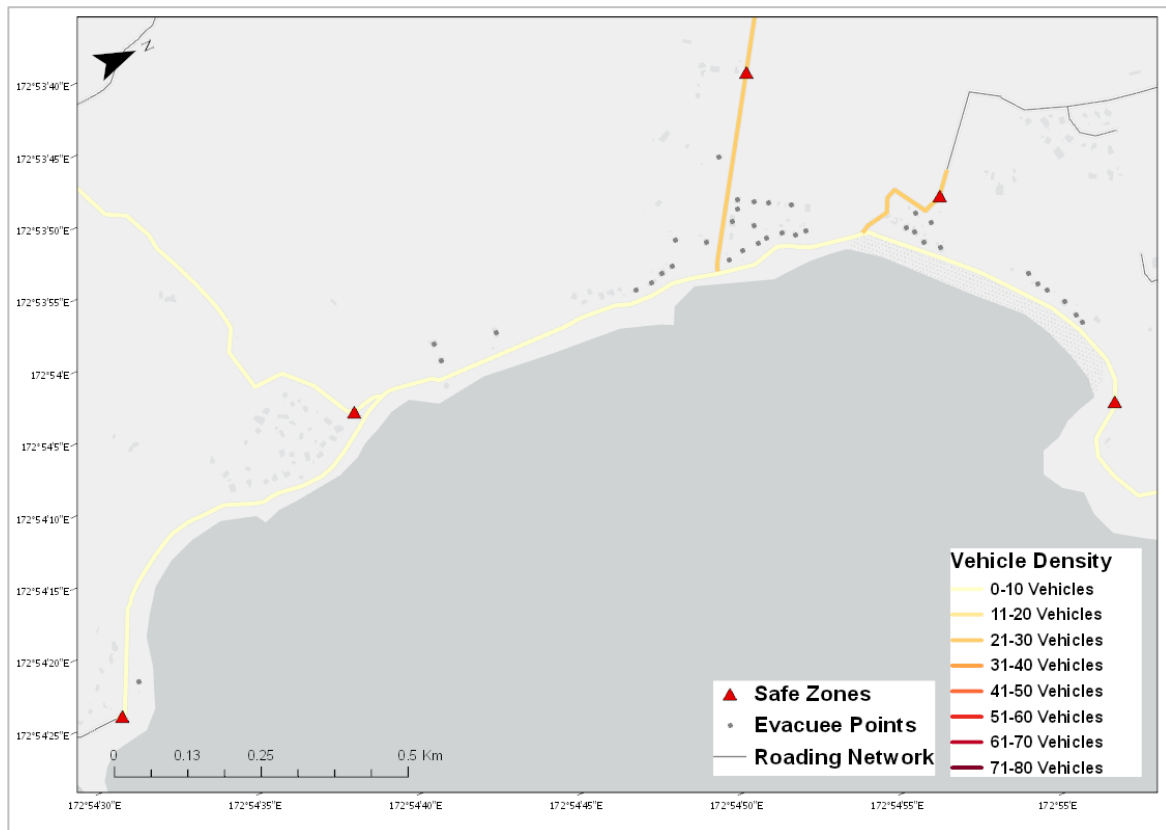 N
172°53'40"E
172°53'45"E
172°53'50"E
172°53'55"E
172°54'E
172°54'5"E
172°54'10"E
172°54'15"E
172°54'20"E
172°54'25"E
Vehicle Density
0-10 Vehicles
11-20 Vehicles
21-30 Vehicles
31-40 Vehicles
41-50 Vehicles
51-60 Vehicles
61-70 Vehicles
71-80 Vehicles
Safe Zones
Evacuee Points
Roading Network
0 0.13 0.25 0.5 Km
172°54'30"E 172°54'35"E 172°54'40"E 172°54'45"E 172°54'50"E 172°54'55"E 172°55'E